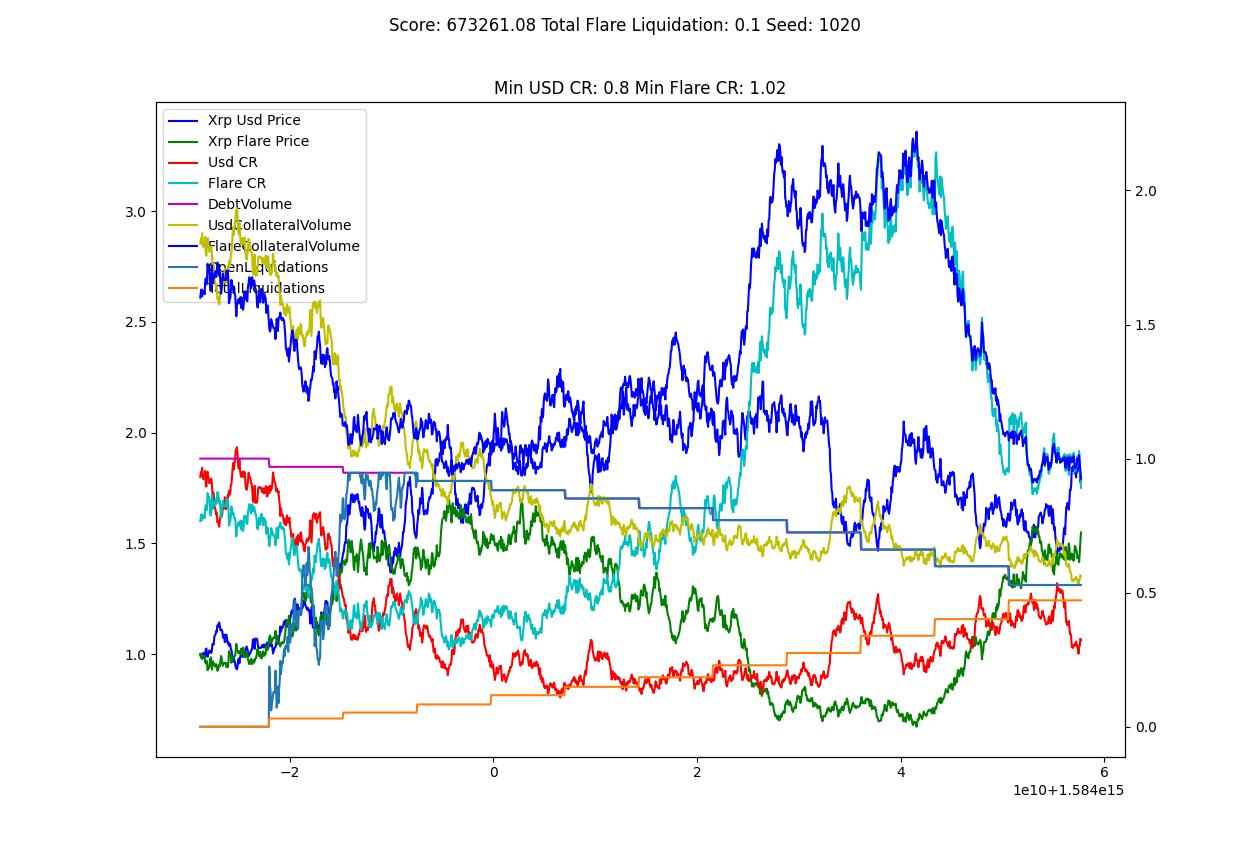 Score: 673261.08 Total Flare Liquidation: 0.1 Seed: 1020
Min USD CR: 0.8 Min Flare CR: 1.02
Xrp Usd Price
Xrp Flare Price
Usd CR
Flare CR
DebtVolume
UsdCollateralVolume
FlareCollateralVolume
OpenLiquidations
TotalLiquidations
3.0
2.5
2.0
1.5
1.0
2.0
1.5
1.0
0.5
0.0
−2 0 2 4 6
1e10+1.584e15